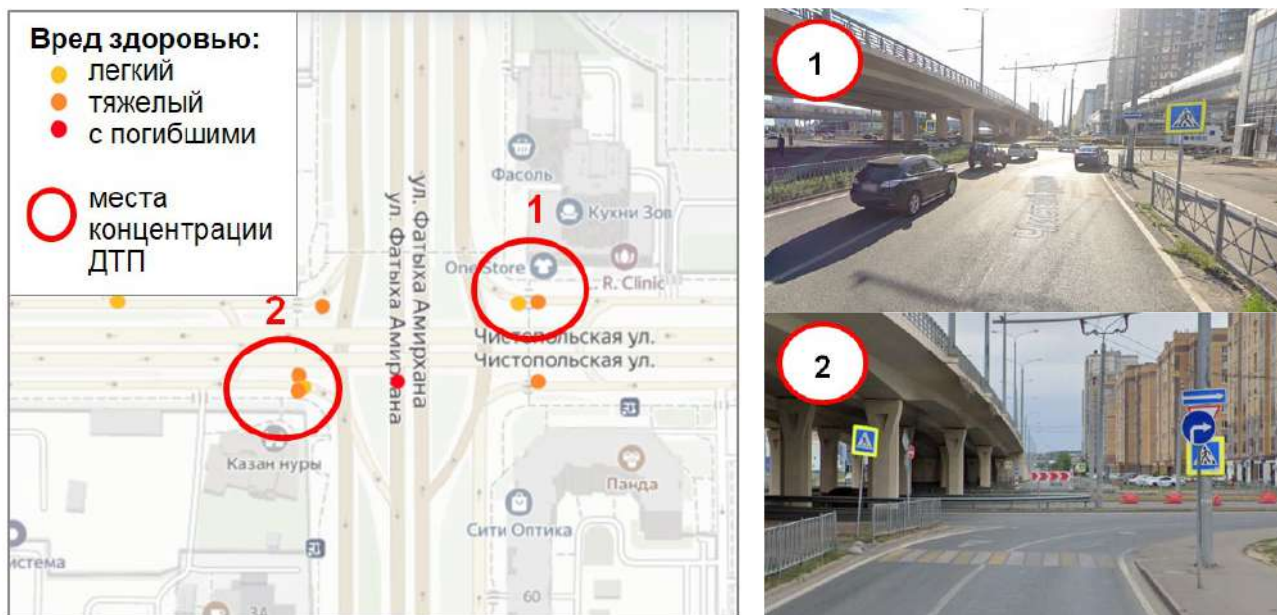 Вред здоровью:
легкий
тяжелый
с погибшими
места
концентрации
ДТП
Фасоль
ул. Фатыха Амирхана
ул. Фатыха Амирхана
1
Кухни Зов
One Store
R. Clinic
2
Чистопольская ул.
Чистопольская ул.
Казан нуры
Панда
Сити Оптика
истема
3А
60
1
2